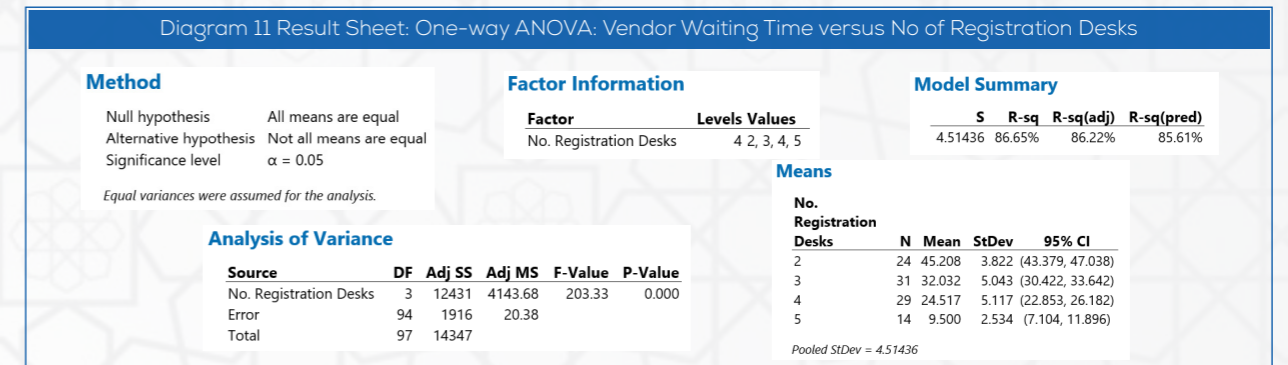 Diagram 11 Result Sheet: One-way ANOVA: Vendor Waiting Time versus No of Registration Desks
Method
Null hypothesis All means are equal
Alternative hypothesis Not all means are equal
Significance level α = 0.05
Equal variances were assumed for the analysis.
Factor Information
Factor Levels Values
No. Registration Desks 4 2, 3, 4, 5
Model Summary
S R-sq R-sq(adj) R-sq(pred)
4.51436 86.65% 86.22% 85.61%
Analysis of Variance
Source DF Adj SS Adj MS F-Value P-Value
No. Registration Desks 3 12431 4143.68 203.33 0.000
Error 94 1916 20.38
Total 97 14347
Means
No.
Registration
Desks N Mean StDev 95% CI
2 24 45.208 3.822 (43.379, 47.038)
3 31 32.032 5.043 (30.422, 33.642)
4 29 24.517 5.117 (22.853, 26.182)
5 14 9.500 2.534 (7.104, 11.896)
Pooled StDev = 4.51436